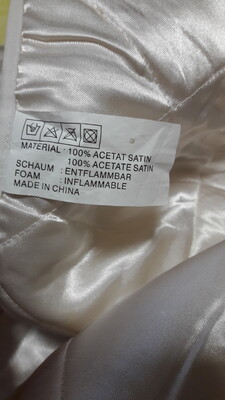 MATERIAL : 100% ACETAT SATIN
100% ACETATE SATIN
SCHAUM : ENTFLAMMBAR
FOAM : INFLAMMABLE
MADE IN CHINA